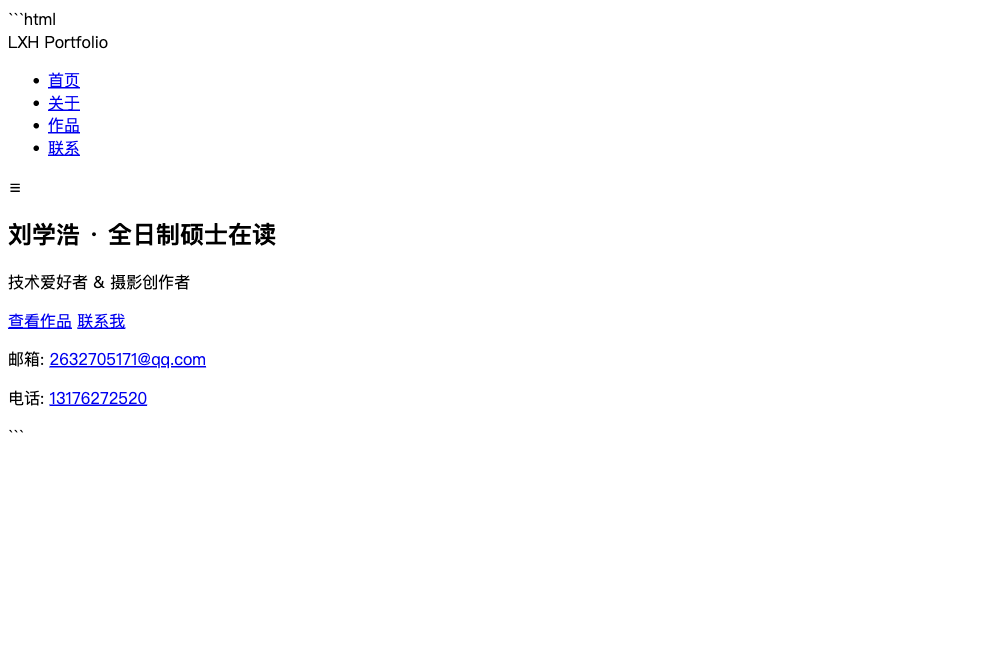 ```html
LXH Portfolio
• 首页
• 关于
• 作品
• 联系
≡
刘学浩 · 全日制硕士在读
技术爱好者 & 摄影创作者
查看作品 联系我
邮箱: 2632705171@qq.com
电话: 13176272520
```